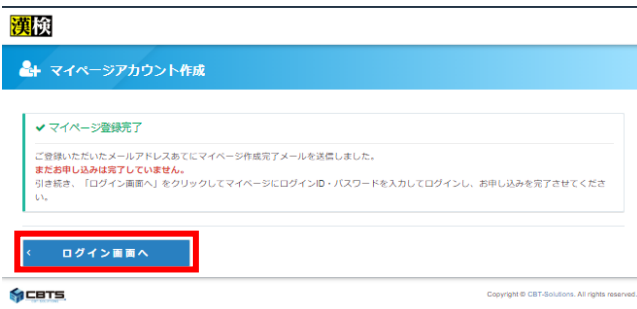 漢検
マイページアカウント作成
マイページ登録完了
ご登録いただいたメールアドレスあてにマイページ作成完了メールを送信しました。
まだお申し込みは完了していません。
引き続き、「ログイン画面へ」をクリックしてマイページにログインID・パスワードを入力してログインし、お申し込みを完了させてくださ
い。
ログイン画面へ
CBTS
Copyright © CBT-Solutions. All rights reserved.